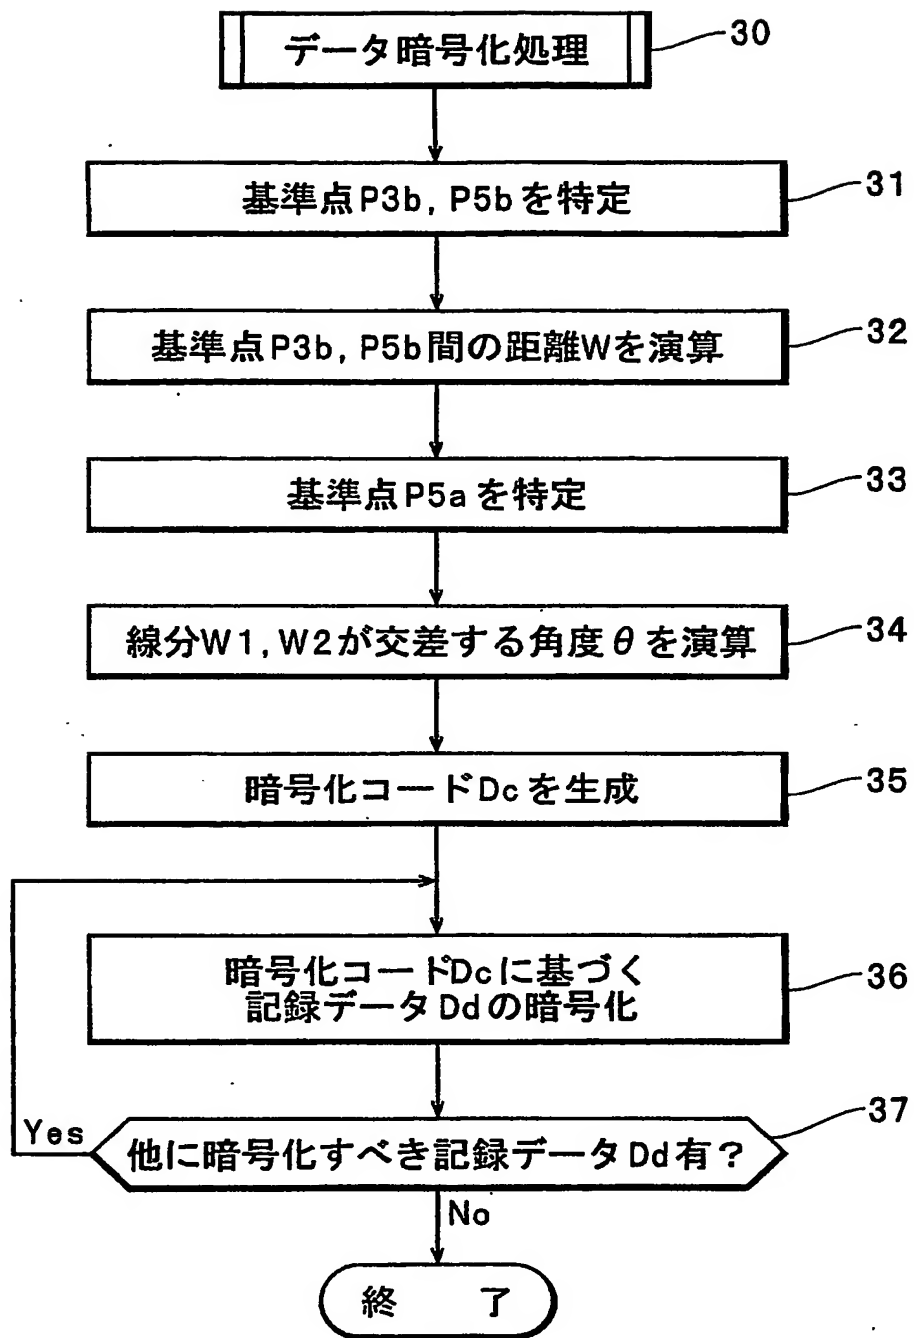 データ暗号化処理
30
基準点P3b, P5bを特定
31
基準点P3b, P5b間の距離Wを演算
32
基準点P5aを特定
33
線分W1, W2が交差する角度θを演算
34
暗号化コードDcを生成
35
暗号化コードDcに基づく
記録データDdの暗号化
36
他に暗号化すべき記録データDd有?
37
Yes
No
終 了